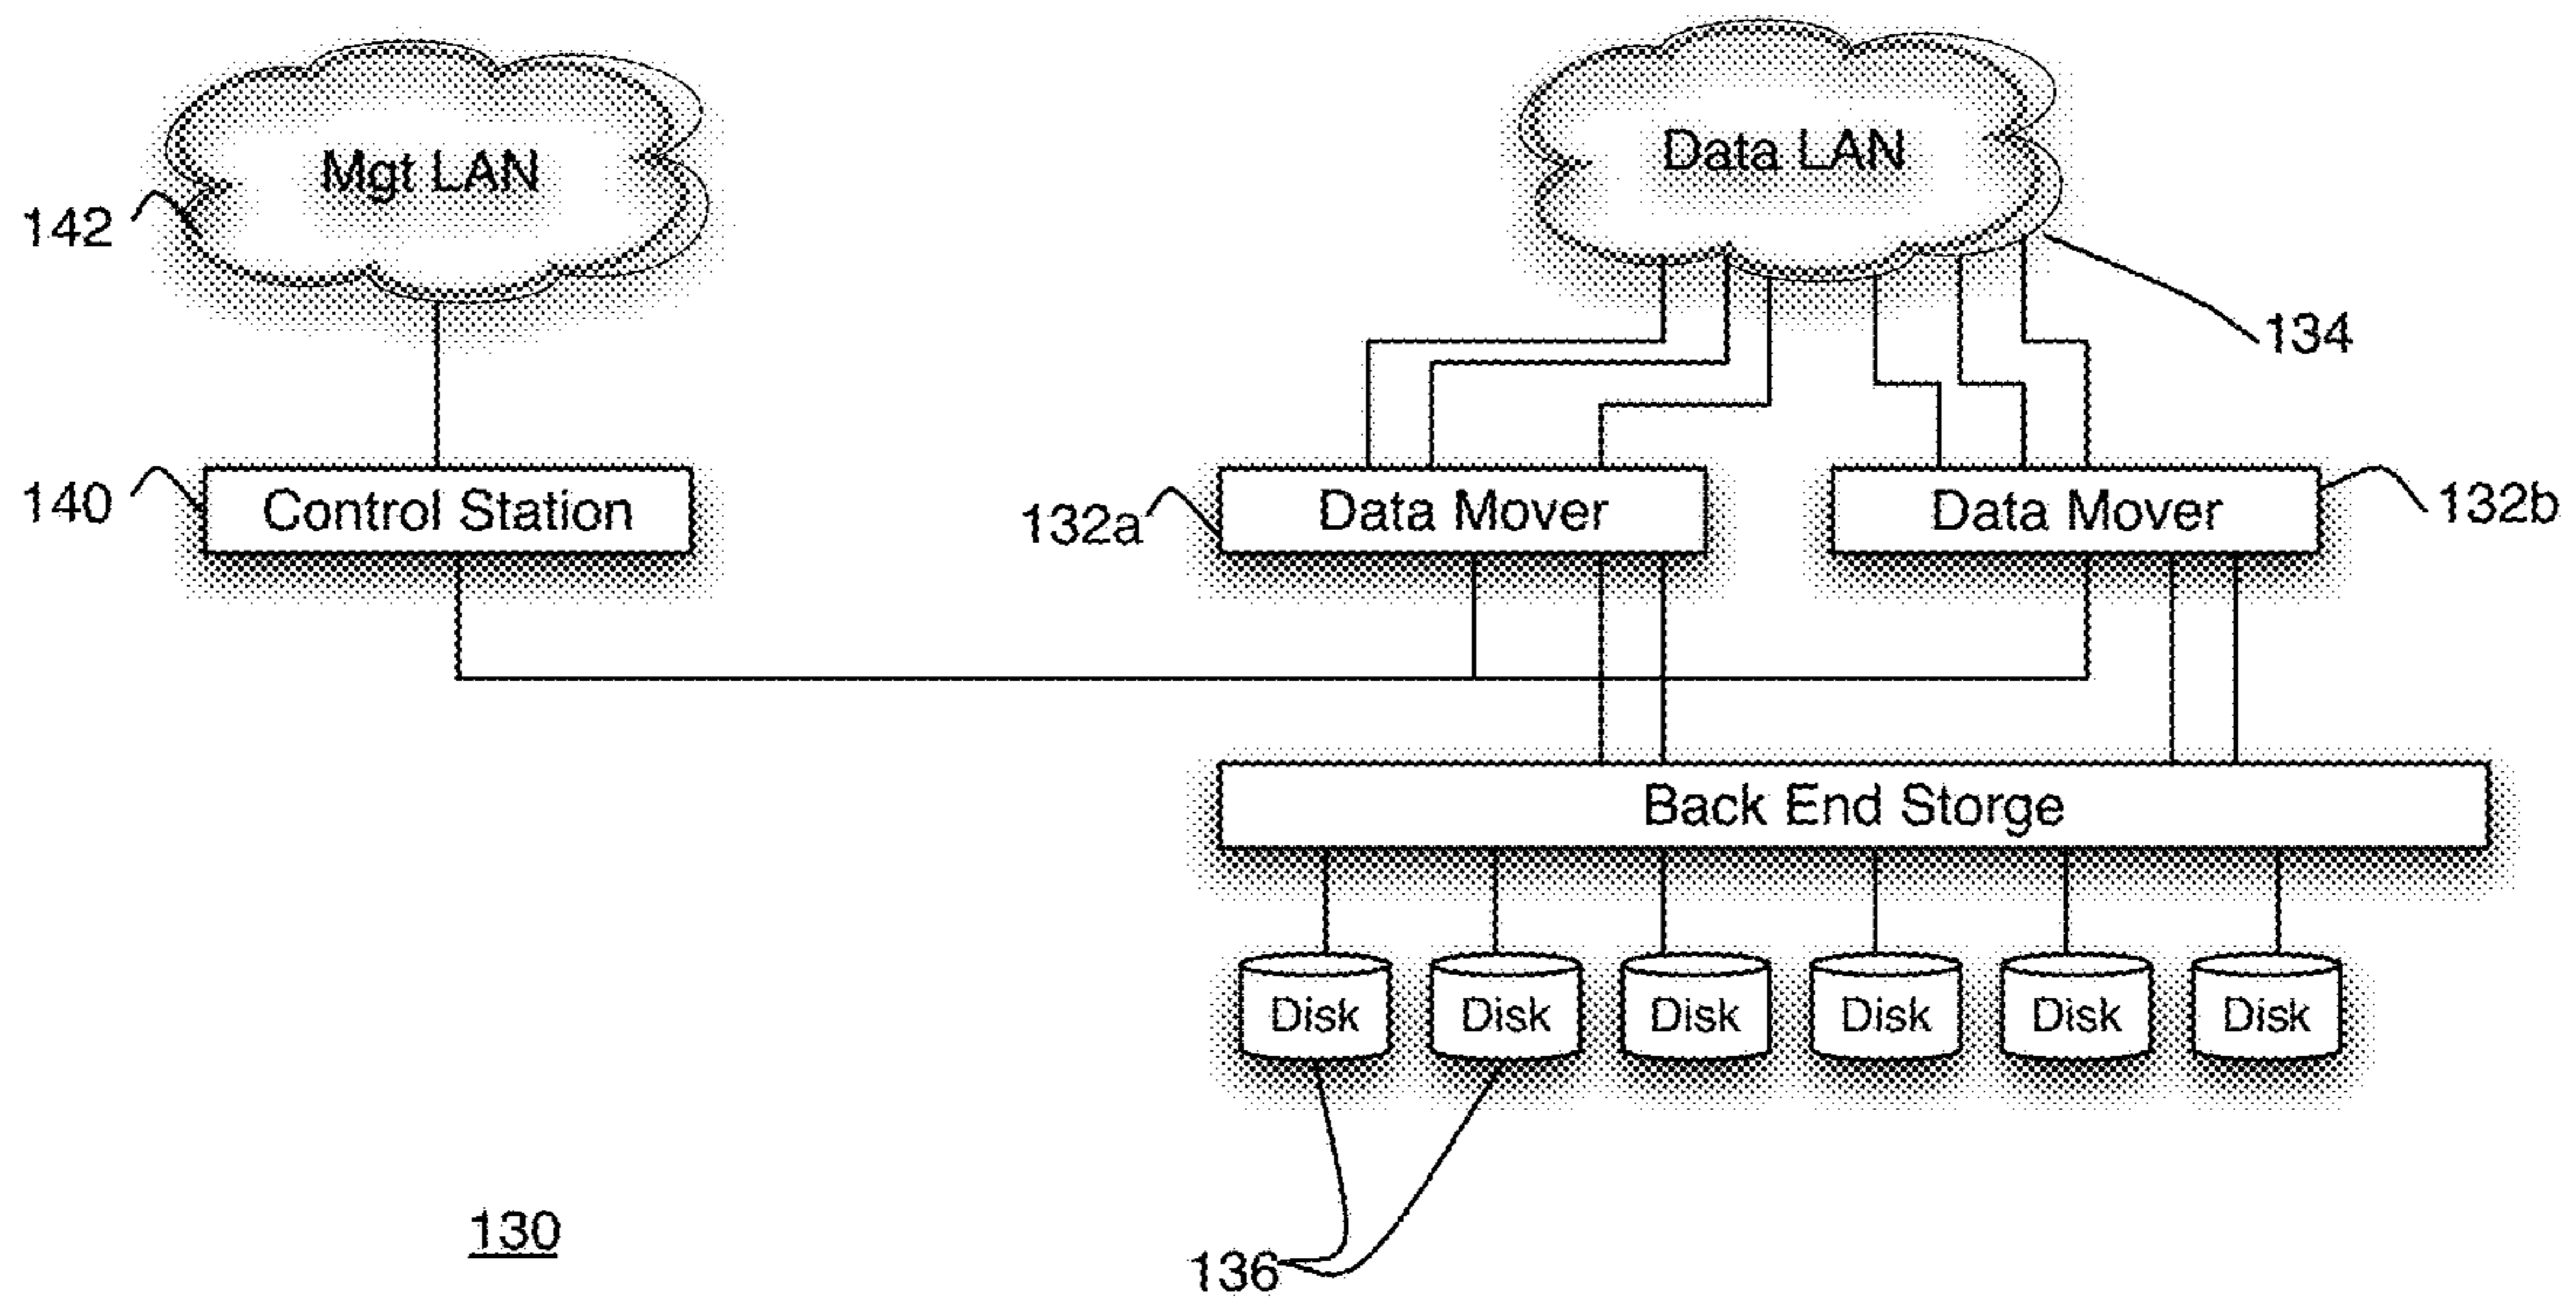 Mgt LAN
Data LAN
142
134
140
Control Station
132a
Data Mover
Data Mover
132b
Back End Storge
Disk
Disk
Disk
Disk
Disk
Disk
130
136